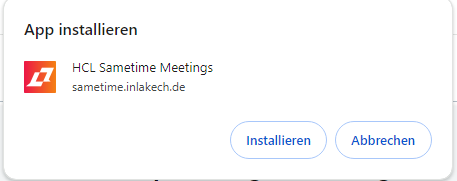 App installieren
HCL Sametime Meetings
sametime.inlakech.de
Installieren
Abbrechen